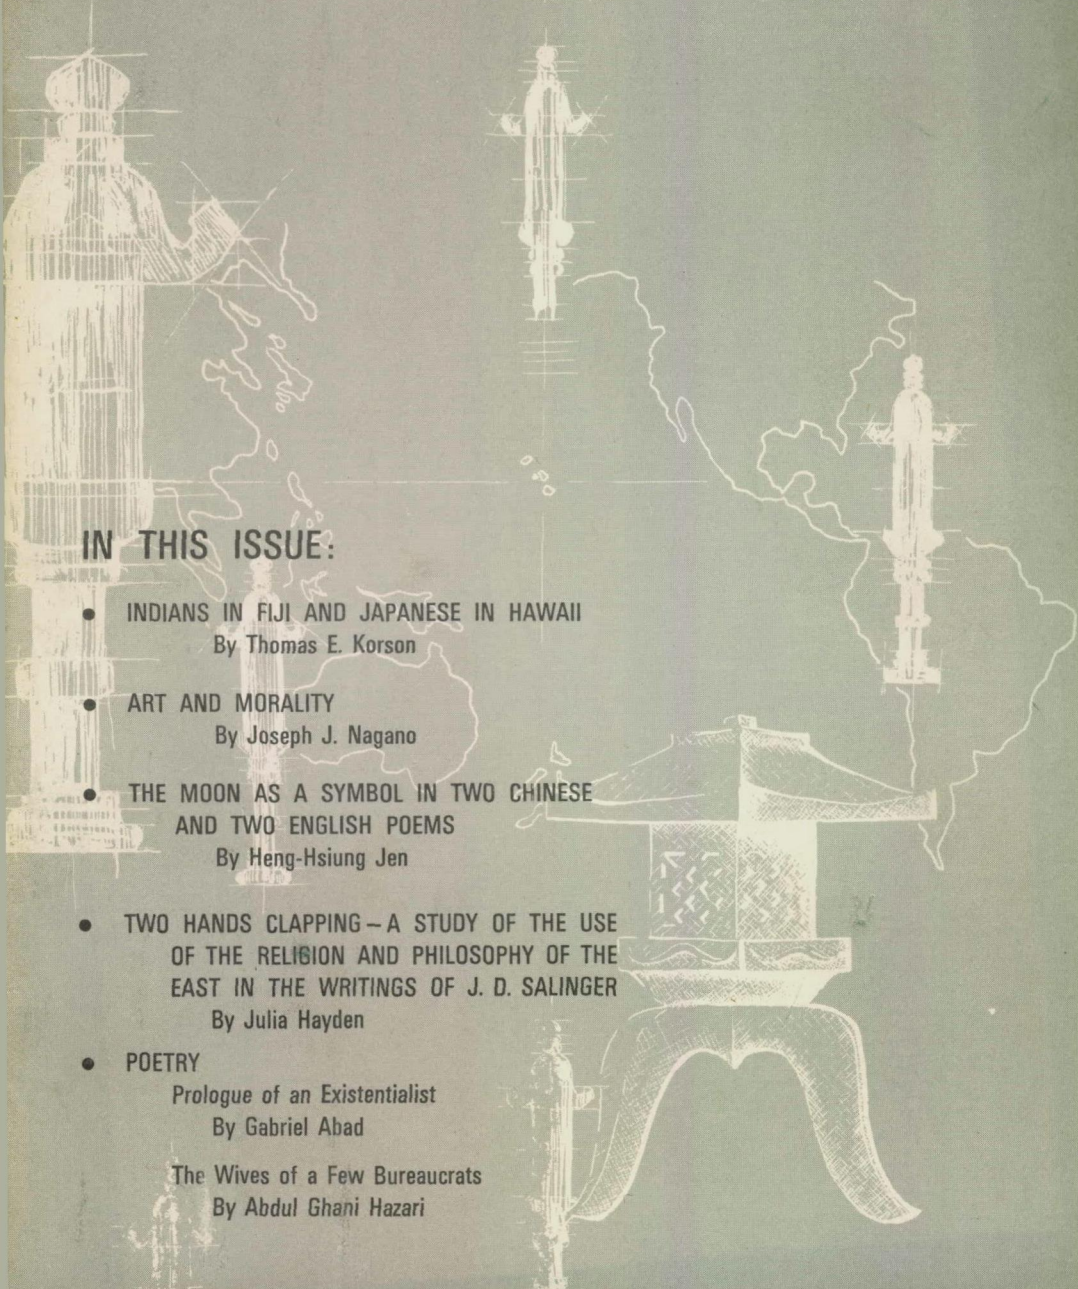 IN THIS ISSUE:
• INDIANS IN FIJI AND JAPANESE IN HAWAII
By Thomas E. Korson
• ART AND MORALITY
By Joseph J. Nagano
• THE MOON AS A SYMBOL IN TWO CHINESE
AND TWO ENGLISH POEMS
By Heng-Hsiung Jen
• TWO HANDS CLAPPING – A STUDY OF THE USE
OF THE RELIGION AND PHILOSOPHY OF THE
EAST IN THE WRITINGS OF J. D. SALINGER
By Julia Hayden
• POETRY
Prologue of an Existentialist
By Gabriel Abad
The Wives of a Few Bureaucrats
By Abdul Ghani Hazari